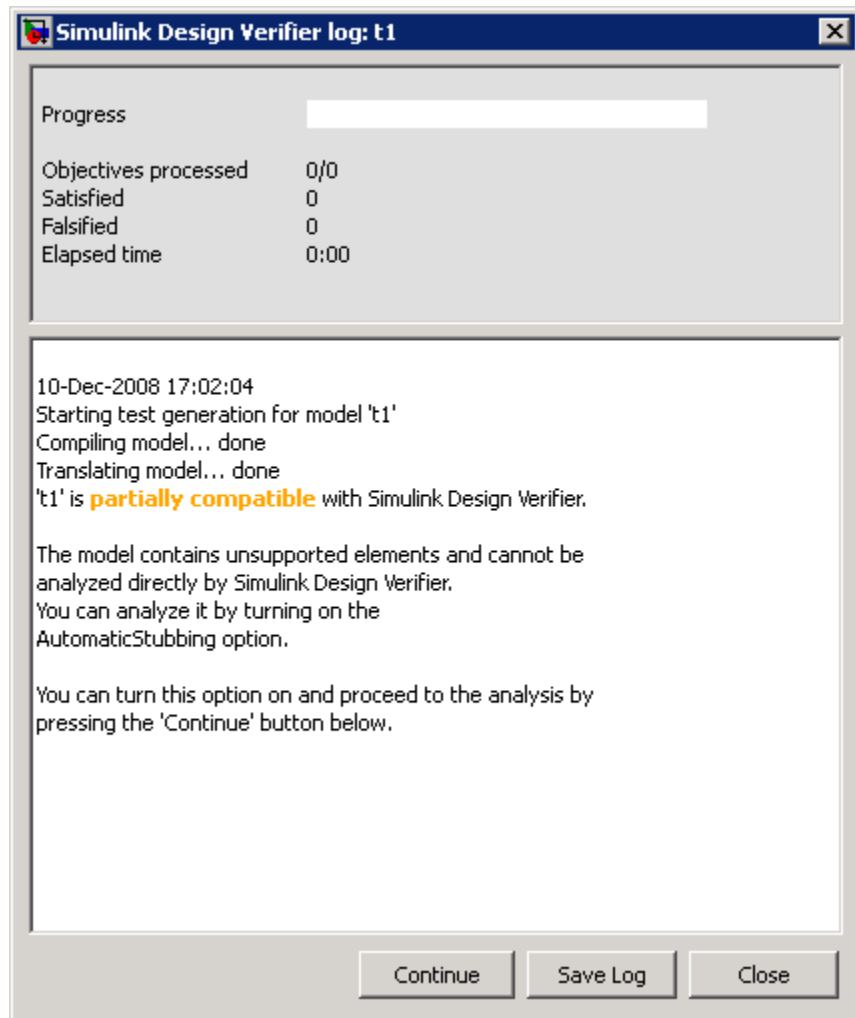 Simulink Design Verifier log: t1
Progress
Objectives processed 0/0
Satisfied 0
Falsified 0
Elapsed time 0:00
10-Dec-2008 17:02:04
Starting test generation for model 't1'
Compiling model... done
Translating model... done
't1' is partially compatible with Simulink Design Verifier.
The model contains unsupported elements and cannot be
analyzed directly by Simulink Design Verifier.
You can analyze it by turning on the
AutomaticStubbing option.
You can turn this option on and proceed to the analysis by
pressing the 'Continue' button below.
Continue Save Log Close